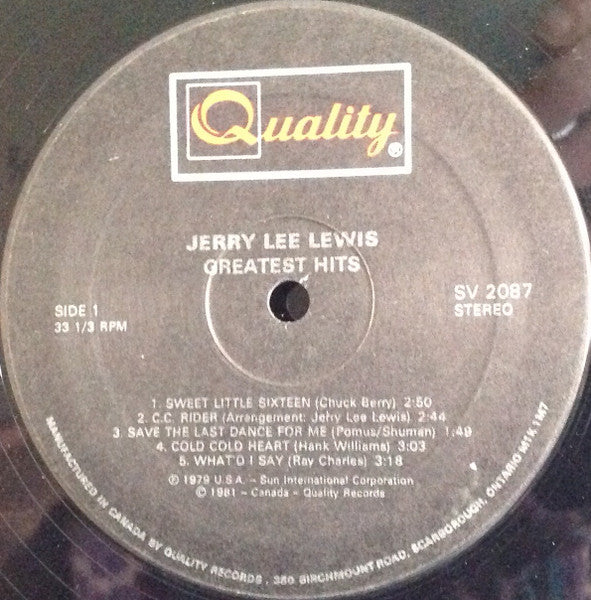 Quality®
JERRY LEE LEWIS
GREATEST HITS
SIDE 1
33 1/3 RPM
SV 2087
STEREO
1. SWEET LITTLE SIXTEEN (Chuck Berry) 2:50
2. C.C. RIDER (Arrangement: Jerry Lee Lewis) 2:44
3. SAVE THE LAST DANCE FOR ME (Pomus/Shuman) 1:49
4. COLD COLD HEART (Hank Williams) 3:03
5. WHAT'D I SAY (Ray Charles) 3:18
℗ 1979 U.S.A. - Sun International Corporation
© 1981 - Canada - Quality Records
MANUFACTURED IN CANADA BY QUALITY RECORDS . 380 BIRCHMOUNT ROAD, SCARBOROUGH, ONTARIO M1K 1M7